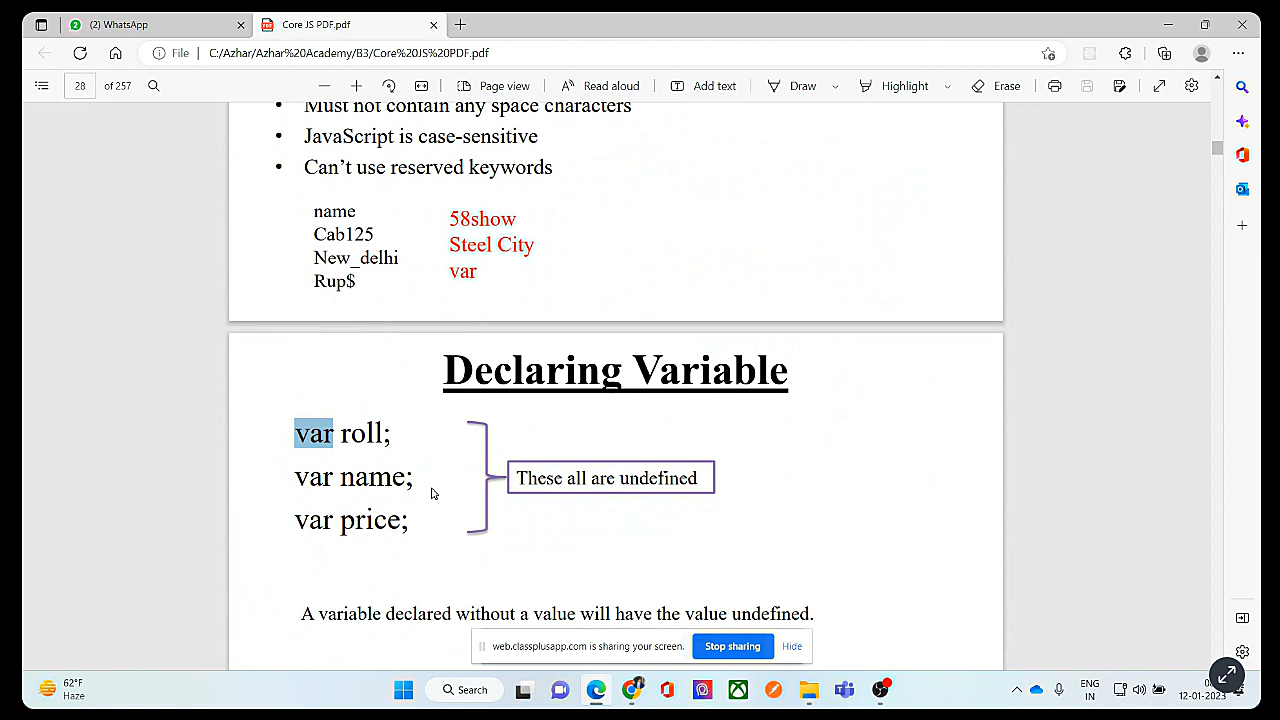 (2) WhatsApp
Core JS PDF.pdf
File C:/Azhar/Azhar%20Academy/B3/Core%20JS%20PDF.pdf
28 of 257
Page view
Read aloud
Add text
Draw
Highlight
Erase
• Must not contain any space characters
• JavaScript is case-sensitive
• Can’t use reserved keywords
name
Cab125
New_delhi
Rup$
58show
Steel City
var
Declaring Variable
var roll;
var name;
var price;
These all are undefined
A variable declared without a value will have the value undefined.
web.classplusapp.com is sharing your screen.
Stop sharing
Hide
62°F
Haze
Search
ENG
IN
12-01-2023